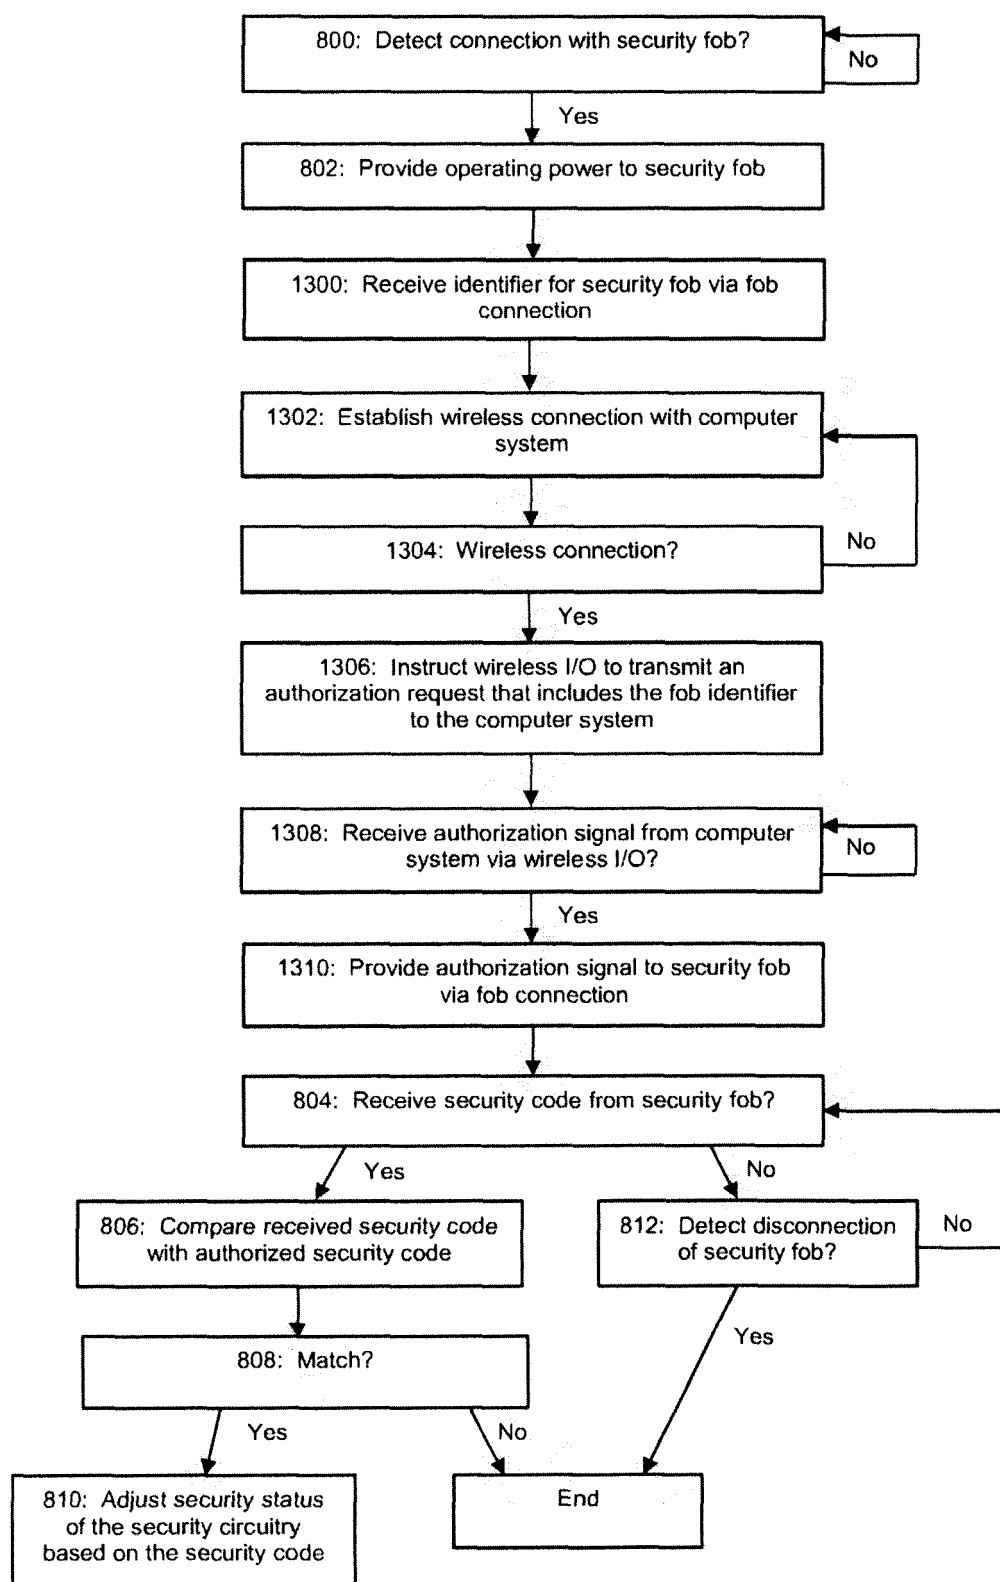 800: Detect connection with security fob?
No
Yes
802: Provide operating power to security fob
1300: Receive identifier for security fob via fob
connection
1302: Establish wireless connection with computer
system
1304: Wireless connection?
No
Yes
1306: Instruct wireless I/O to transmit an
authorization request that includes the fob identifier
to the computer system
1308: Receive authorization signal from computer
system via wireless I/O?
No
Yes
1310: Provide authorization signal to security fob
via fob connection
804: Receive security code from security fob?
Yes
No
806: Compare received security code
with authorized security code
812: Detect disconnection
of security fob?
No
Yes
808: Match?
Yes
No
810: Adjust security status
of the security circuitry
based on the security code
End